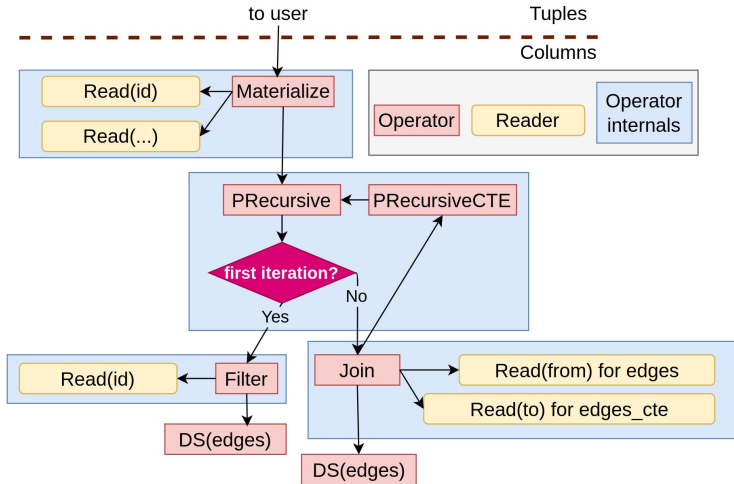 to user
Tuples
Columns
Read(id)
Materialize
Read(...)
Operator
Reader
Operator
internals
PRecursive
PRecursiveCTE
first iteration?
No
Yes
Read(id)
Filter
Join
Read(from) for edges
Read(to) for edges_cte
DS(edges)
DS(edges)